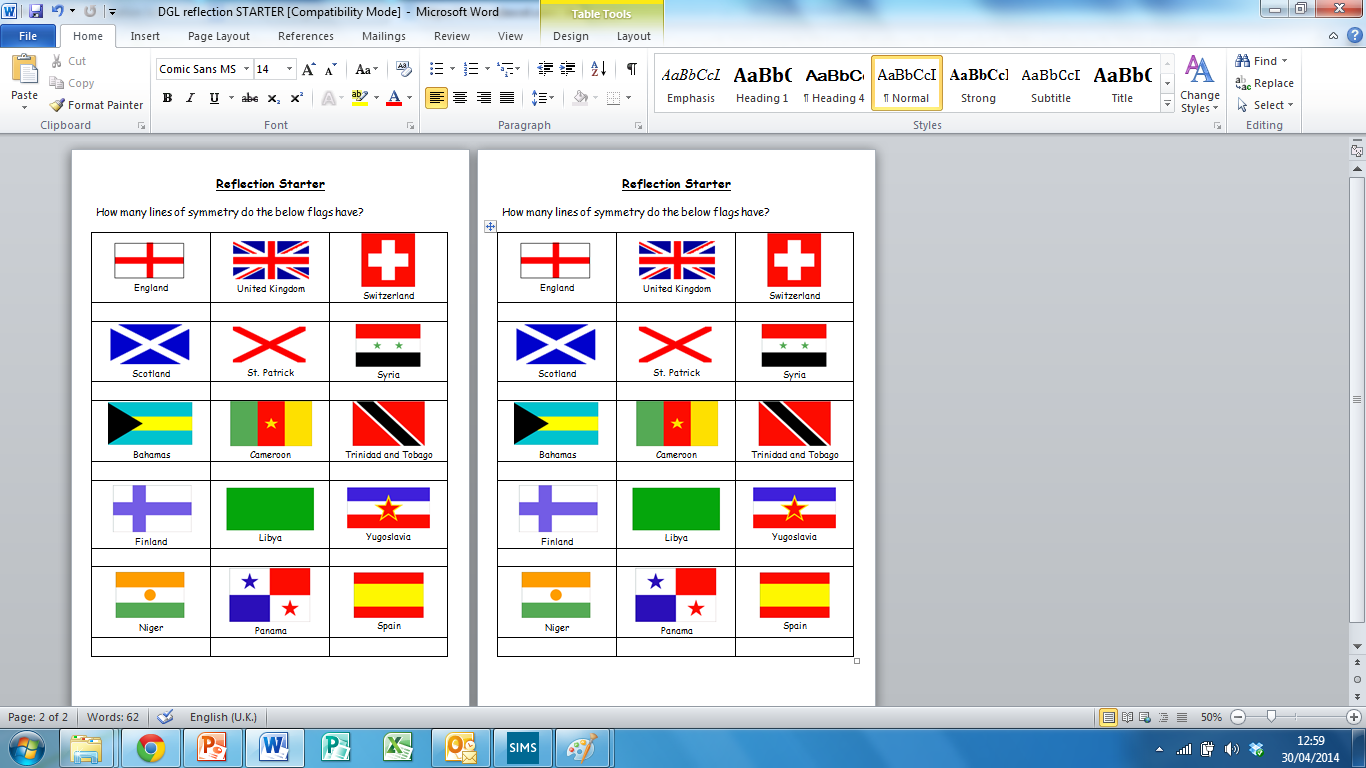 DGL reflection STARTER [Compatibility Mode] - Microsoft Word
Table Tools
File Home Insert Page Layout References Mailings Review View Design Layout
Paste
Cut
Copy
Format Painter
Clipboard
Comic Sans MS 14
Font
Paragraph
AaBbCcI AaBbC AaBbCc AaBbCcI AaBbCcI AaBbCcI AaBbC
Emphasis Heading 1 ¶ Heading 4 ¶ Normal Strong Subtitle Title
Change Styles
Styles
Find
Replace
Select
Editing
Reflection Starter
How many lines of symmetry do the below flags have?
England United Kingdom Switzerland
Scotland St. Patrick Syria
Bahamas Cameroon Trinidad and Tobago
Finland Libya Yugoslavia
Niger Panama Spain
Reflection Starter
How many lines of symmetry do the below flags have?
England United Kingdom Switzerland
Scotland St. Patrick Syria
Bahamas Cameroon Trinidad and Tobago
Finland Libya Yugoslavia
Niger Panama Spain
Page: 2 of 2 Words: 62 English (U.K.) 50%
SIMS
12:59
30/04/2014